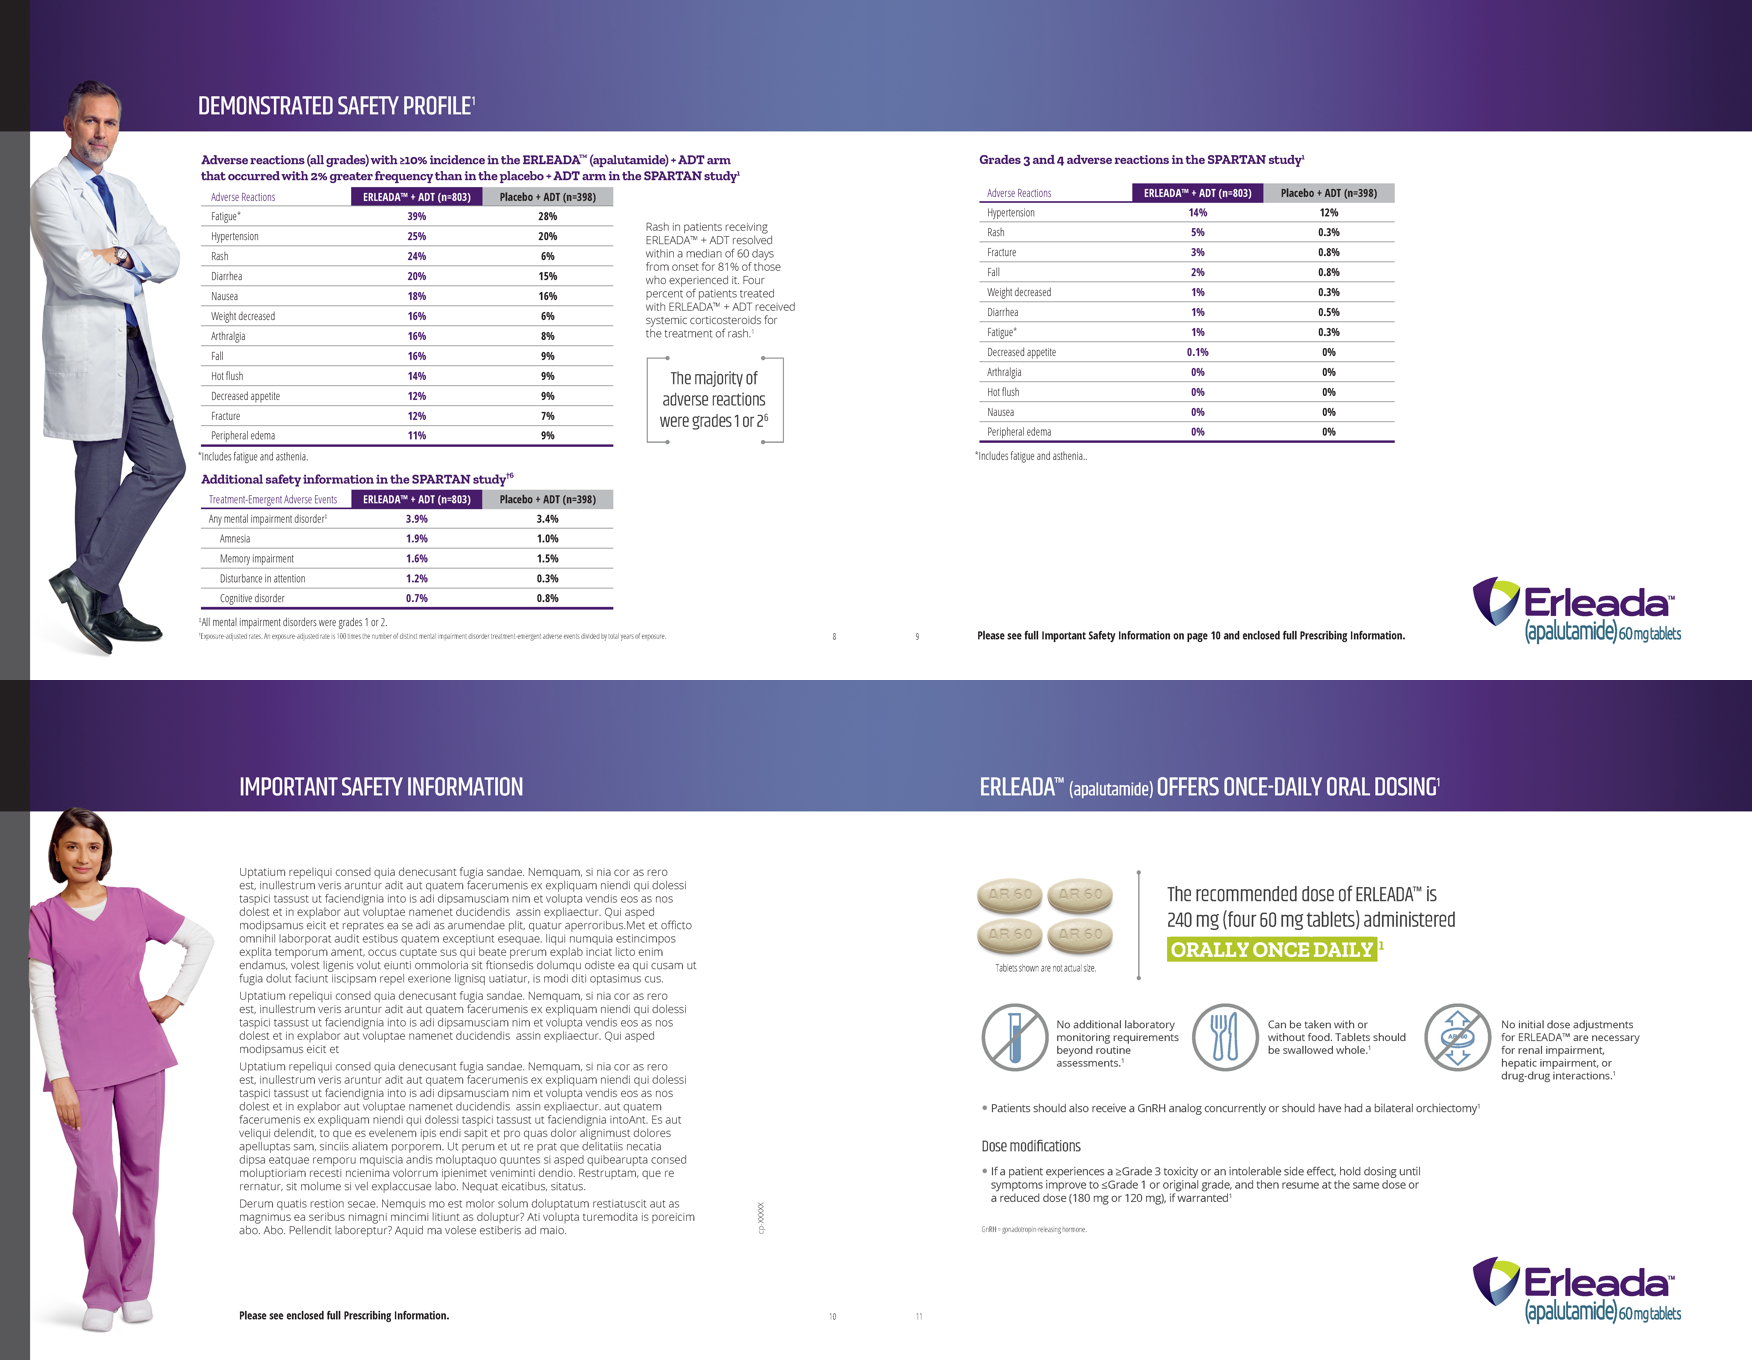 DEMONSTRATED SAFETY PROFILE¹
Adverse reactions (all grades) with ≥10% incidence in the ERLEADA™ (apalutamide) + ADT arm
that occurred with 2% greater frequency than in the placebo + ADT arm in the SPARTAN study¹
Adverse Reactions ERLEADA™ + ADT (n=803) Placebo + ADT (n=398)
Fatigue* 39% 28%
Hypertension 25% 20%
Rash 24% 6%
Diarrhea 20% 15%
Nausea 18% 16%
Weight decreased 16% 6%
Arthralgia 16% 8%
Fall 16% 9%
Hot flush 14% 9%
Decreased appetite 12% 9%
Fracture 12% 7%
Peripheral edema 11% 9%
*Includes fatigue and asthenia.
Rash in patients receiving
ERLEADA™ + ADT resolved
within a median of 60 days
from onset for 81% of those
who experienced it. Four
percent of patients treated
with ERLEADA™ + ADT received
systemic corticosteroids for
the treatment of rash.¹
The majority of
adverse reactions
were grades 1 or 2⁶
Additional safety information in the SPARTAN study†⁶
Treatment-Emergent Adverse Events ERLEADA™ + ADT (n=803) Placebo + ADT (n=398)
Any mental impairment disorder‡ 3.9% 3.4%
Amnesia 1.9% 1.0%
Memory impairment 1.6% 1.5%
Disturbance in attention 1.2% 0.3%
Cognitive disorder 0.7% 0.8%
‡All mental impairment disorders were grades 1 or 2.
†Exposure-adjusted rates. An exposure-adjusted rate is 100 times the number of distinct mental impairment disorder treatment-emergent adverse events divided by total years of exposure.
8
Grades 3 and 4 adverse reactions in the SPARTAN study¹
Adverse Reactions ERLEADA™ + ADT (n=803) Placebo + ADT (n=398)
Hypertension 14% 12%
Rash 5% 0.3%
Fracture 3% 0.8%
Fall 2% 0.8%
Weight decreased 1% 0.3%
Diarrhea 1% 0.5%
Fatigue* 1% 0.3%
Decreased appetite 0.1% 0%
Arthralgia 0% 0%
Hot flush 0% 0%
Nausea 0% 0%
Peripheral edema 0% 0%
*Includes fatigue and asthenia..
9
Please see full Important Safety Information on page 10 and enclosed full Prescribing Information.
Erleada™
(apalutamide) 60 mg tablets
IMPORTANT SAFETY INFORMATION
Uptatium repeliqui consed quia denecusant fugia sandae. Nemquam, si nia cor as rero
est, inullestrum veris aruntur adit aut quatem facerumenis ex expliquam niendi qui dolessi
taspici tassust ut faciendignia into is adi dipsamusciam nim et volupta vendis eos as nos
dolest et in explabor aut voluptae namenet ducidendis assin expliaectur. Qui asped
modipsamus eicit et reprates ea se adi as arumendae plit, quatur aperroribus.Met et officto
omnihil laborporat audit estibus quatem exceptiunt esequae. Iiqui numquia estincimpos
explita temporum ament, occus cuptate sus qui beate prerum explab inciat licto enim
endamus, volest ligenis volut eiunti ommoloria sit ftionsedis dolumqu odiste ea qui cusam ut
fugia dolut faciunt iiscipsam repel exerione lignisq uatiatur, is modi diti optasimus cus.
Uptatium repeliqui consed quia denecusant fugia sandae. Nemquam, si nia cor as rero
est, inullestrum veris aruntur adit aut quatem facerumenis ex expliquam niendi qui dolessi
taspici tassust ut faciendignia into is adi dipsamusciam nim et volupta vendis eos as nos
dolest et in explabor aut voluptae namenet ducidendis assin expliaectur. Qui asped
modipsamus eicit et
Uptatium repeliqui consed quia denecusant fugia sandae. Nemquam, si nia cor as rero
est, inullestrum veris aruntur adit aut quatem facerumenis ex expliquam niendi qui dolessi
taspici tassust ut faciendignia into is adi dipsamusciam nim et volupta vendis eos as nos
dolest et in explabor aut voluptae namenet ducidendis assin expliaectur. aut quatem
facerumenis ex expliquam niendi qui dolessi taspici tassust ut faciendignia intoAnt. Es aut
veliqui delendit, to que es evelenem ipis endi sapit et pro quas dolor alignimust dolores
apelluptas sam, sinciis aliatem porporem. Ut perum et ut re prat que delitatiis necatia
dipsa eatquae remporu mquiscia andis moluptaquo quuntes si asped quibearupta consed
moluptioriam recesti ncienima volorrum ipienimet veniminti dendio. Restruptam, que re
rernatur, sit molume si vel explaccusae labo. Nequat eicatibus, sitatus.
Derum quatis restion secae. Nemquis mo est molor solum doluptatum restiatuscit aut as
magnimus ea seribus nimagni mincimi litiunt as doluptur? Ati volupta turemodita is poreicim
abo. Abo. Pellendit laboreptur? Aquid ma volese estiberis ad maio.
cp-XXXXX
Please see enclosed full Prescribing Information.
10
ERLEADA™ (apalutamide) OFFERS ONCE-DAILY ORAL DOSING¹
AR 60 AR 60
AR 60 AR 60
Tablets shown are not actual size.
The recommended dose of ERLEADA™ is
240 mg (four 60 mg tablets) administered
ORALLY ONCE DAILY¹
No additional laboratory
monitoring requirements
beyond routine
assessments.¹
Can be taken with or
without food. Tablets should
be swallowed whole.¹
AR 60
No initial dose adjustments
for ERLEADA™ are necessary
for renal impairment,
hepatic impairment, or
drug-drug interactions.¹
• Patients should also receive a GnRH analog concurrently or should have had a bilateral orchiectomy¹
Dose modifications
• If a patient experiences a ≥Grade 3 toxicity or an intolerable side effect, hold dosing until
symptoms improve to ≤Grade 1 or original grade, and then resume at the same dose or
a reduced dose (180 mg or 120 mg), if warranted¹
GnRH = gonadotropin-releasing hormone.
11
Erleada™
(apalutamide) 60 mg tablets